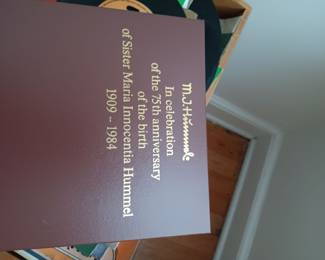 M.J.Hummel
In celebration
of the 75th anniversary
of the birth
of Sister Maria Innocentia Hummel
1909 - 1984